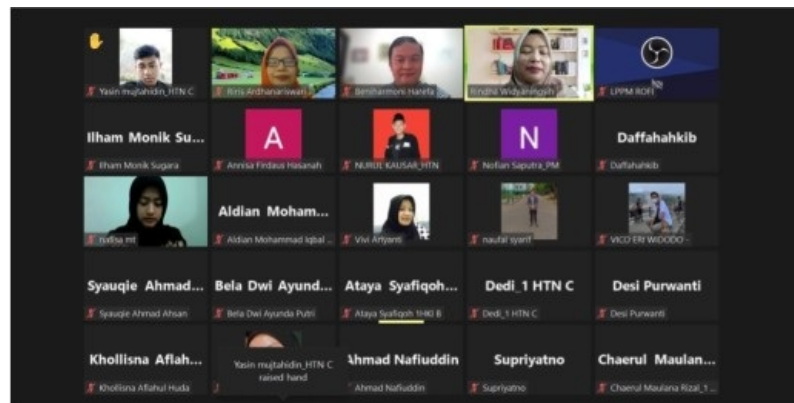 Yasin mujtahidin_HTN C
Riris Ardhanariswari
Beniharmoni Harefa
Rindha Widyaningsih
LPPM ROFI
Ilham Monik Su...
Ilham Monik Sugara
A
Annisa Firdaus Hasanah
NURUL KAUSAR_HTN
N
Nofian Saputra_PM
Daffahahkib
Daffahahkib
nxlisa mt
Aldian Moham...
Aldian Mohammad Iqbal ...
Vivi Ariyanti
naufal syarif
VICO ERI WIDODO -
Syauqie Ahmad...
Syauqie Ahmad Ahsan
Bela Dwi Ayund...
Bela Dwi Ayunda Putri
Ataya Syafiqoh...
Ataya Syafiqoh 1HKI B
Dedi_1 HTN C
Dedi_1 HTN C
Desi Purwanti
Desi Purwanti
Khollisna Aflah...
Khollisna Aflahul Huda
Yasin mujtahidin_HTN C
raised hand
Ahmad Nafiuddin
Ahmad Nafiuddin
Supriyatno
Supriyatno
Chaerul Maulan...
Chaerul Maulana Rizal_1 ...